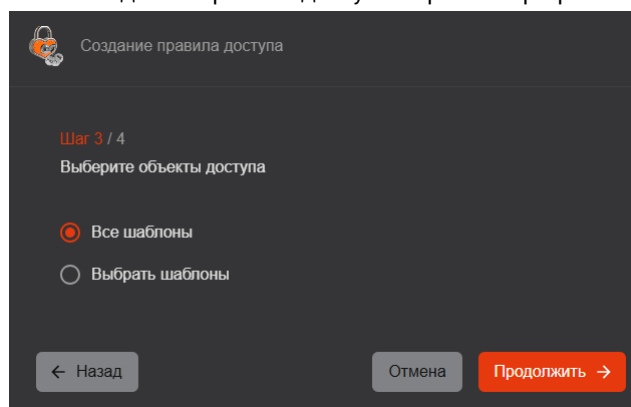 Создание правила доступа
Шаг 3 / 4
Выберите объекты доступа
Все шаблоны
Выбрать шаблоны
← Назад
Отмена
Продолжить →